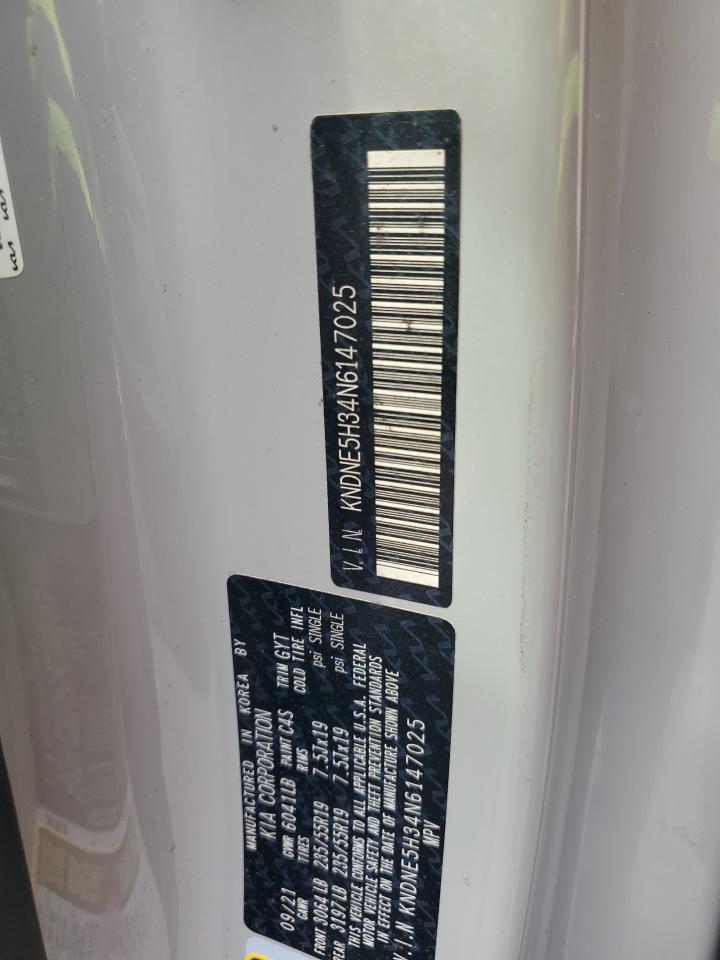 V.I.N. KNDNE5H34N6147025
MANUFACTURED IN KOREA BY
KIA CORPORATION
09/21 GVWR 6041LB PAINT C4S TRIM GYT
GAWR TIRES RIMS COLD TIRE INFL
FRONT 3064LB 235/55R19 7.5Jx19 psi SINGLE
REAR 3197LB 235/55R19 7.5Jx19 psi SINGLE
THIS VEHICLE CONFORMS TO ALL APPLICABLE U.S.A. FEDERAL
MOTOR VEHICLE SAFETY AND THEFT PREVENTION STANDARDS
IN EFFECT ON THE DATE OF MANUFACTURE SHOWN ABOVE
V.I.N KNDNE5H34N6147025
MPV